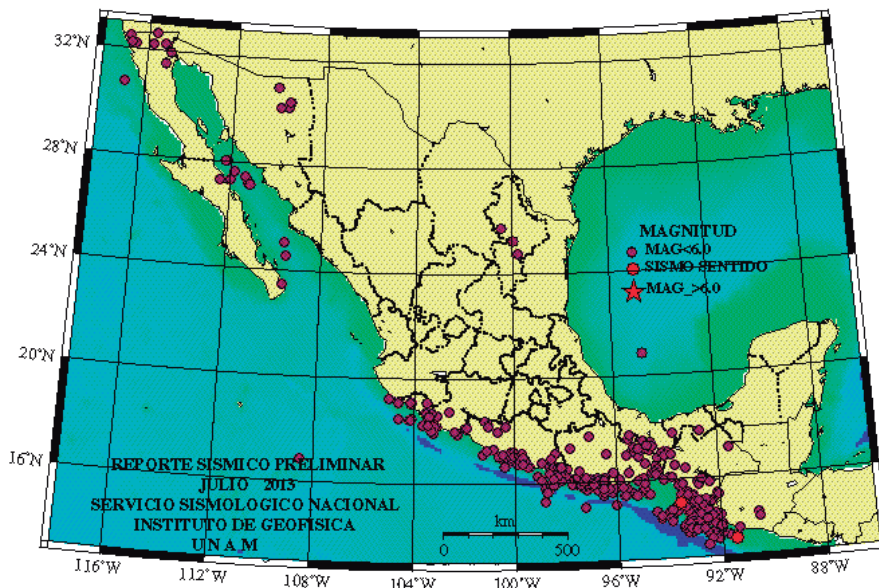 32°N
28°N
24°N
20°N
16°N
MAGNITUD
MAG<6.0
SISMO SENTIDO
MAG_>6.0
REPORTE SISMICO PRELIMINAR
JULIO 2013
SERVICIO SISMOLOGICO NACIONAL
INSTITUTO DE GEOFISICA
U N A M
km
0 500
116°W 112°W 108°W 104°W 100°W 96°W 92°W 88°W